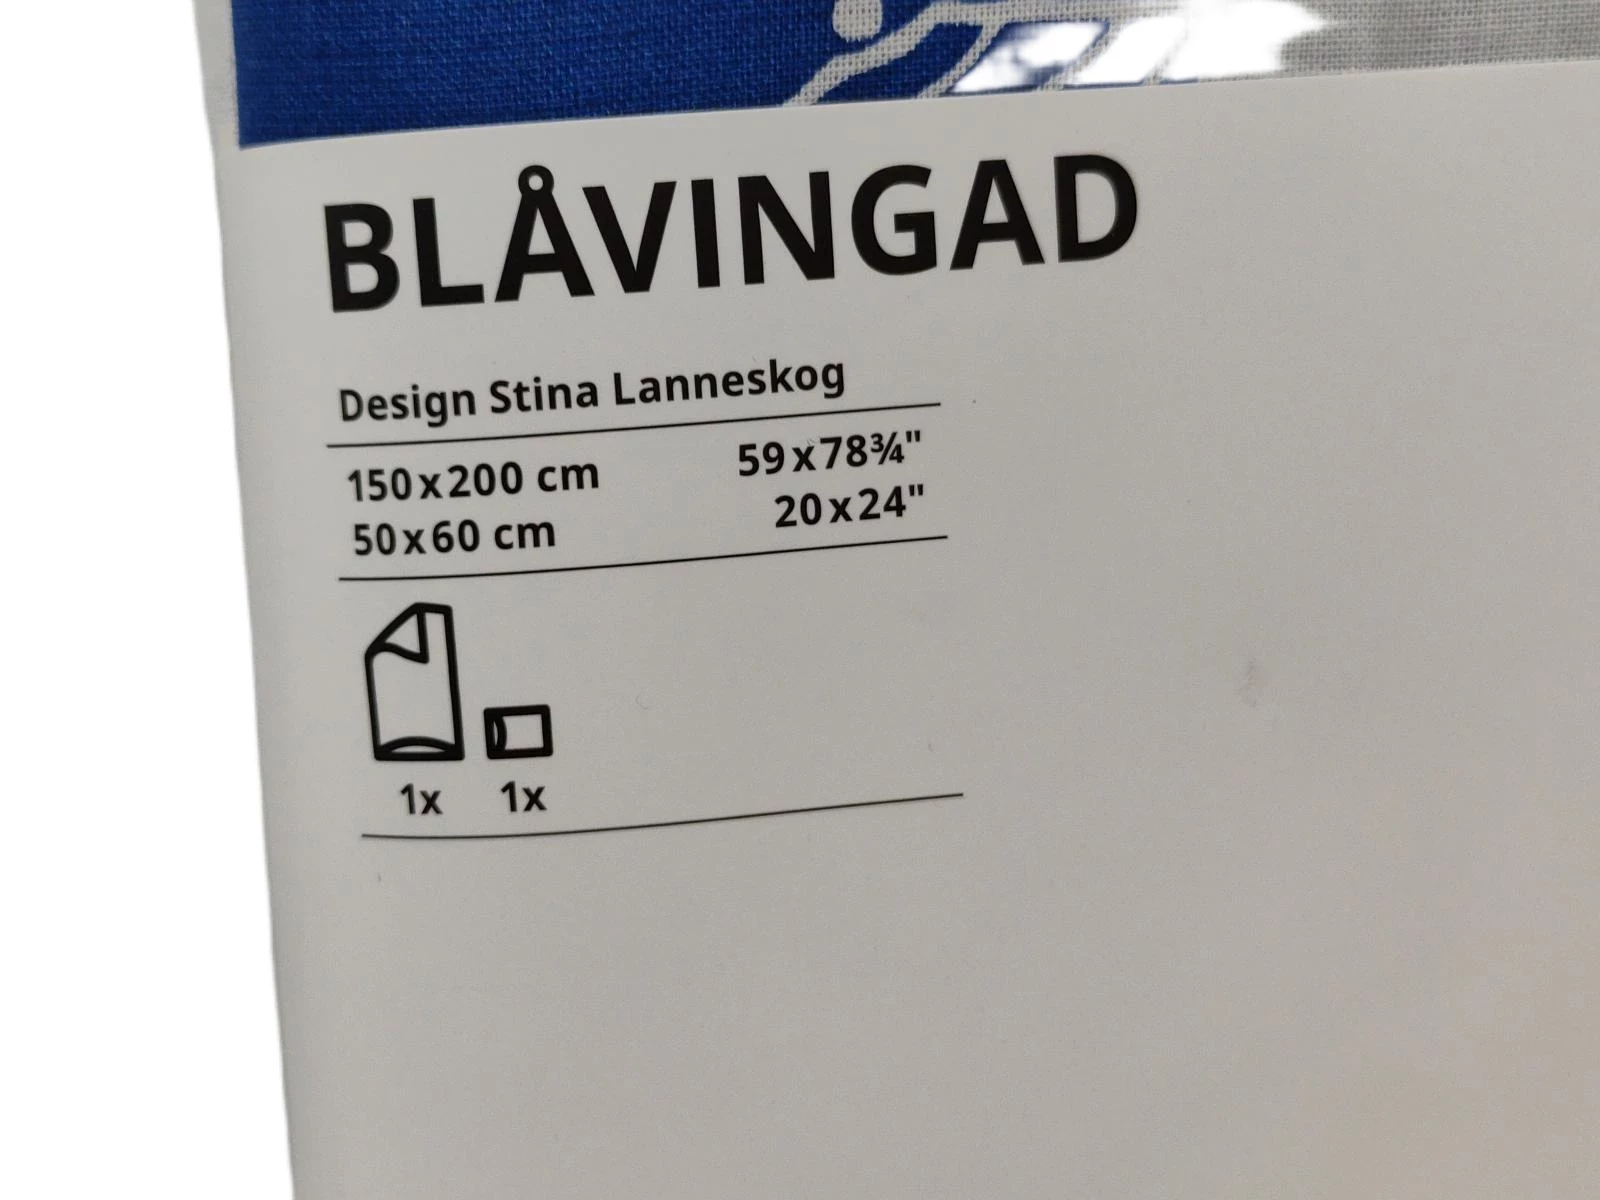 BLÅVINGAD
Design Stina Lanneskog
150x200 cm 59x78¾"
50x60 cm 20x24"
1x 1x